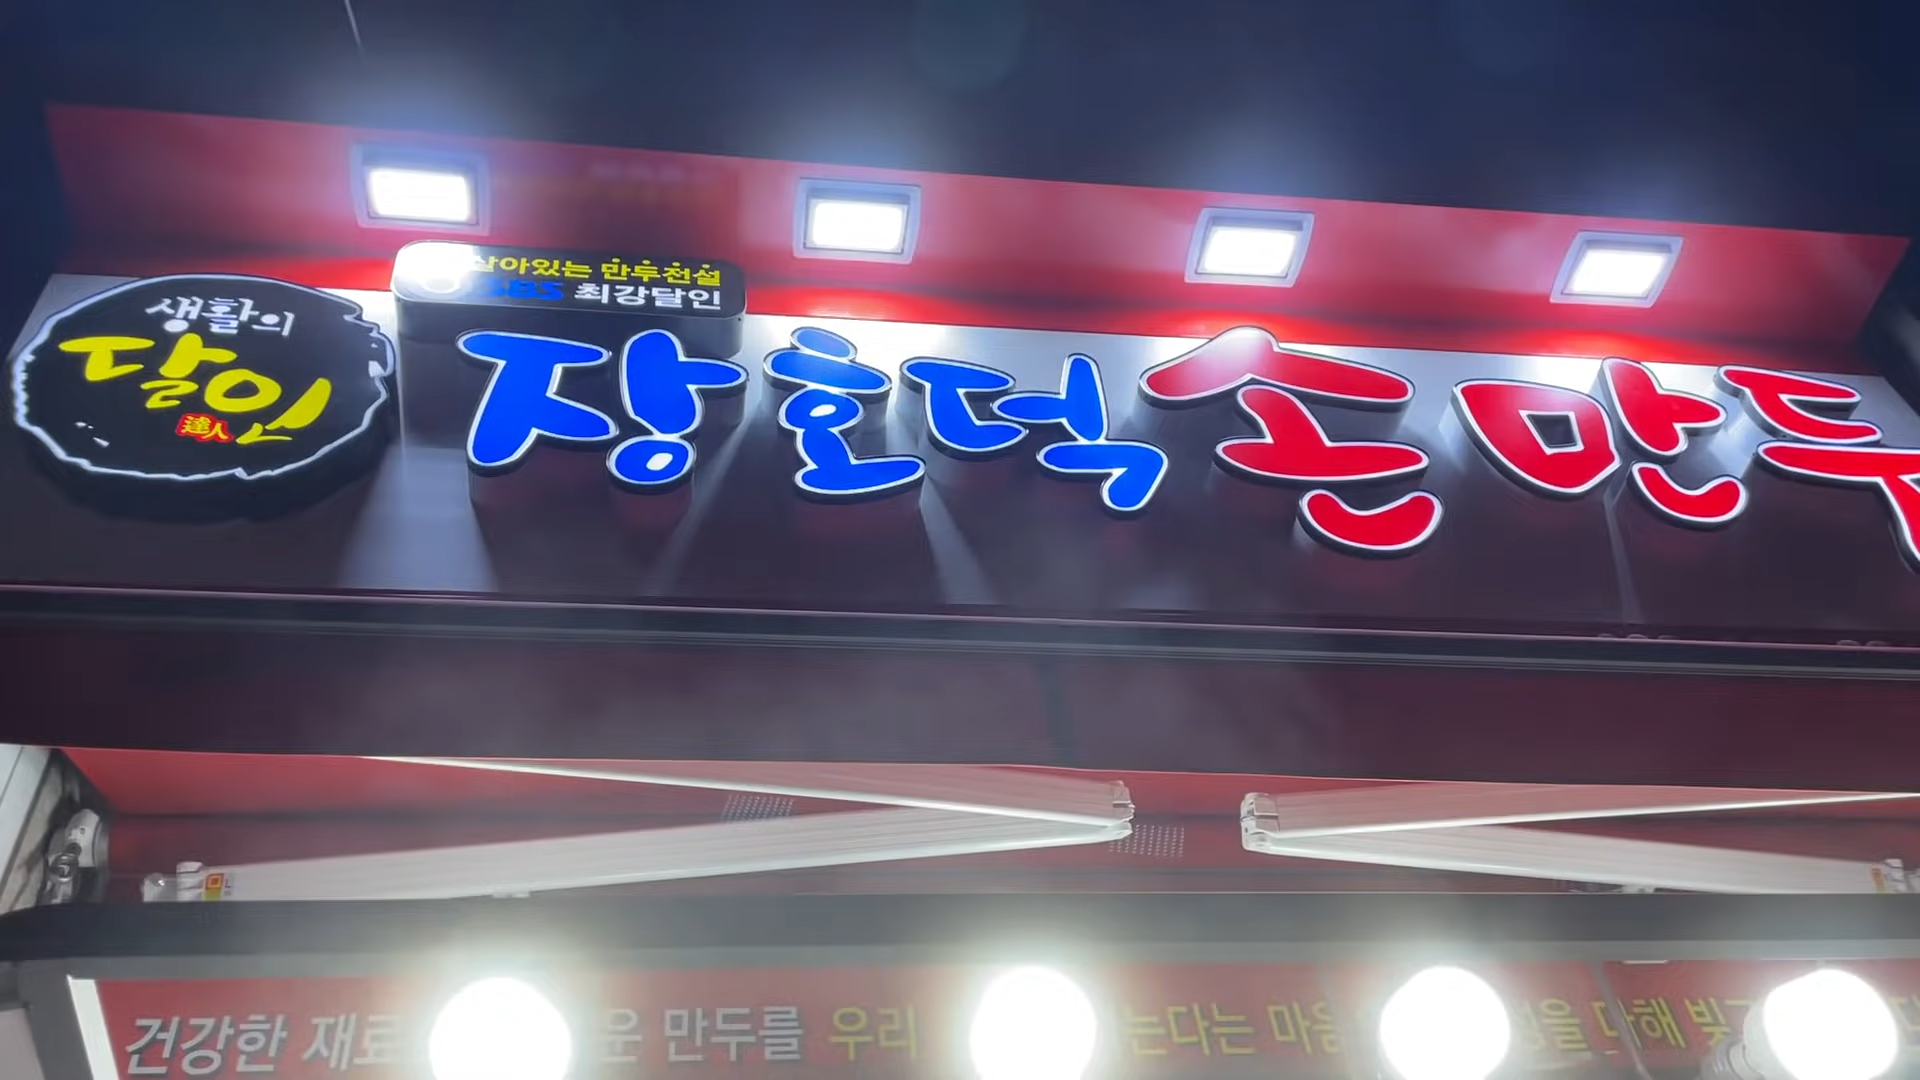 생활의
달인
達人
살아있는 만두전설
SBS 최강달인
장호덕 손만두
건강한 재료 운 만두를 우리 는다는 마음 을 다해 빚